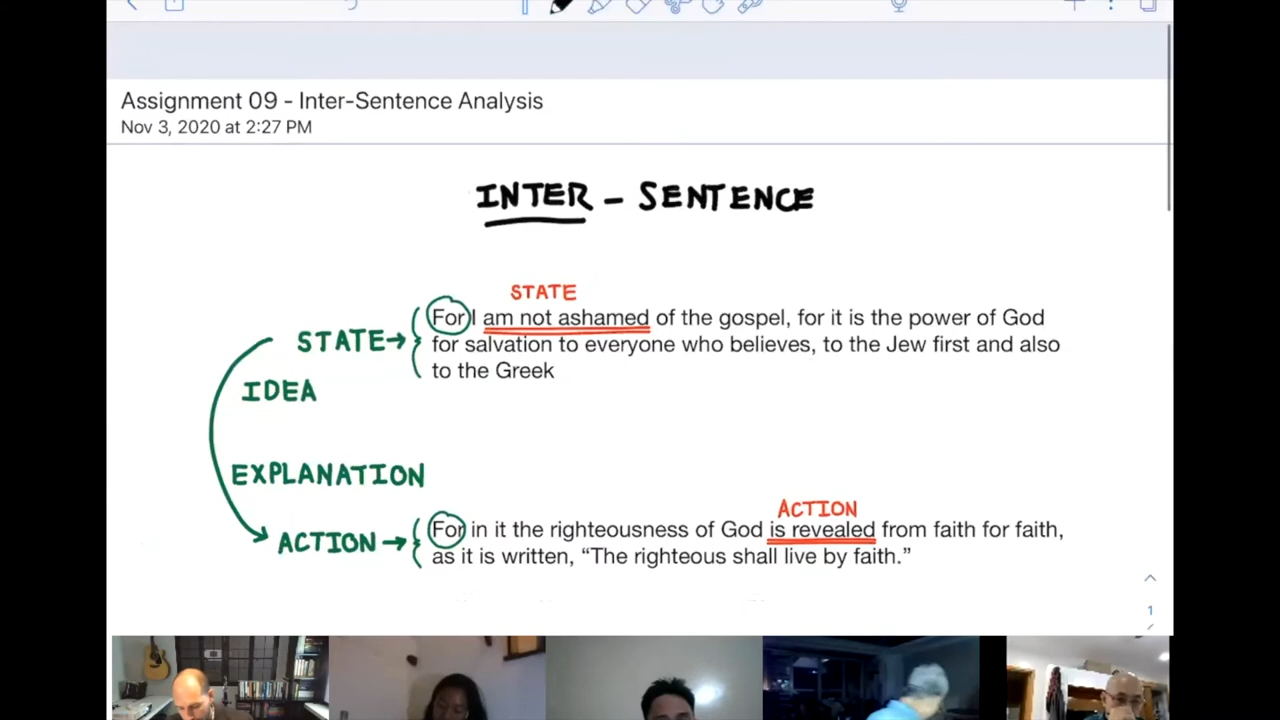 Assignment 09 - Inter-Sentence Analysis
Nov 3, 2020 at 2:27 PM
INTER - SENTENCE
STATE
For I am not ashamed of the gospel, for it is the power of God
STATE→
for salvation to everyone who believes, to the Jew first and also
to the Greek
IDEA
EXPLANATION
ACTION
For in it the righteousness of God is revealed from faith for faith,
ACTION→
as it is written, “The righteous shall live by faith.”
1